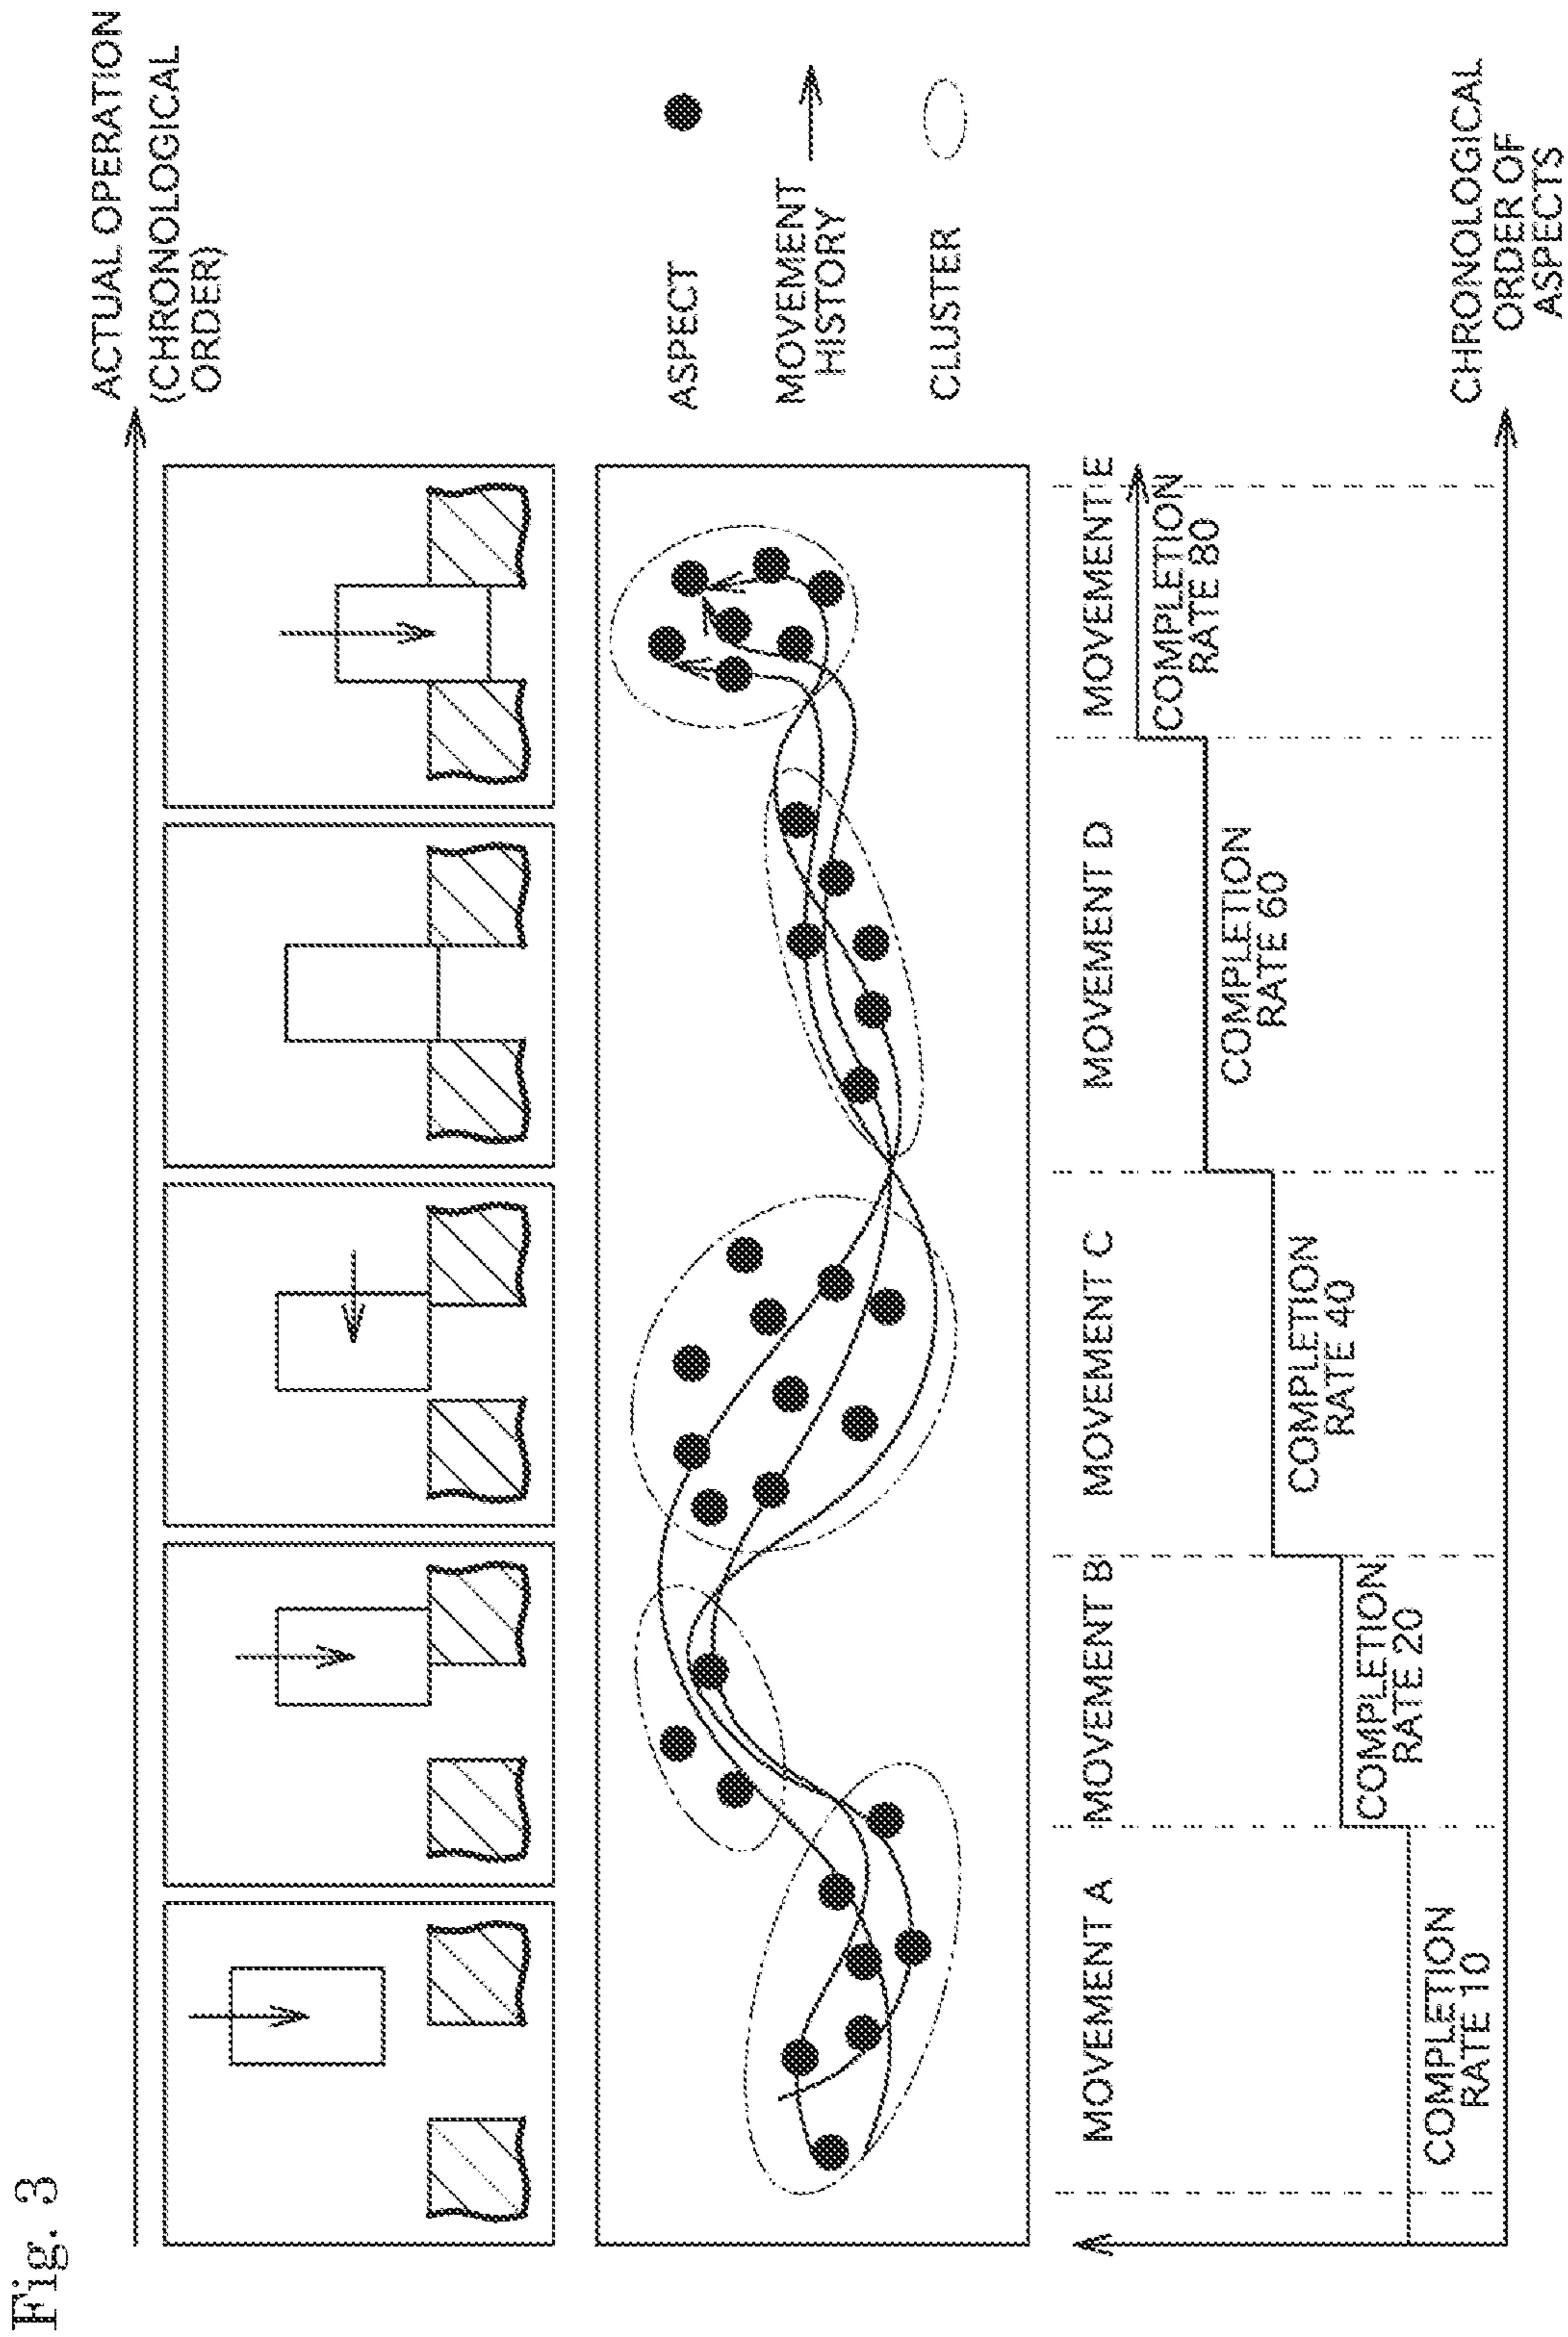 Fig. 3
ACTUAL OPERATION
(CHRONOLOGICAL
ORDER)
ASPECT
MOVEMENT
HISTORY
CLUSTER
MOVEMENT A
MOVEMENT B
MOVEMENT C
MOVEMENT D
MOVEMENT E
COMPLETION
RATE 10
COMPLETION
RATE 20
COMPLETION
RATE 40
COMPLETION
RATE 60
COMPLETION
RATE 80
CHRONOLOGICAL
ORDER OF
ASPECTS